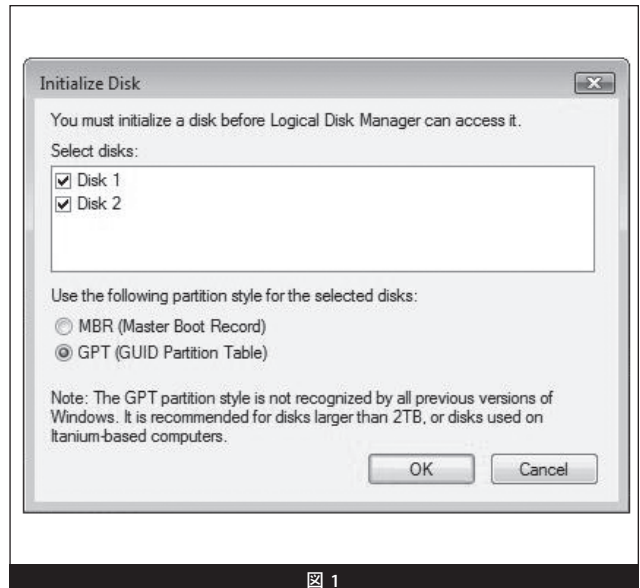 Initialize Disk
You must initialize a disk before Logical Disk Manager can access it.
Select disks:
Disk 1
Disk 2
Use the following partition style for the selected disks:
MBR (Master Boot Record)
GPT (GUID Partition Table)
Note: The GPT partition style is not recognized by all previous versions of
Windows. It is recommended for disks larger than 2TB, or disks used on
Itanium-based computers.
OK
Cancel
図 1